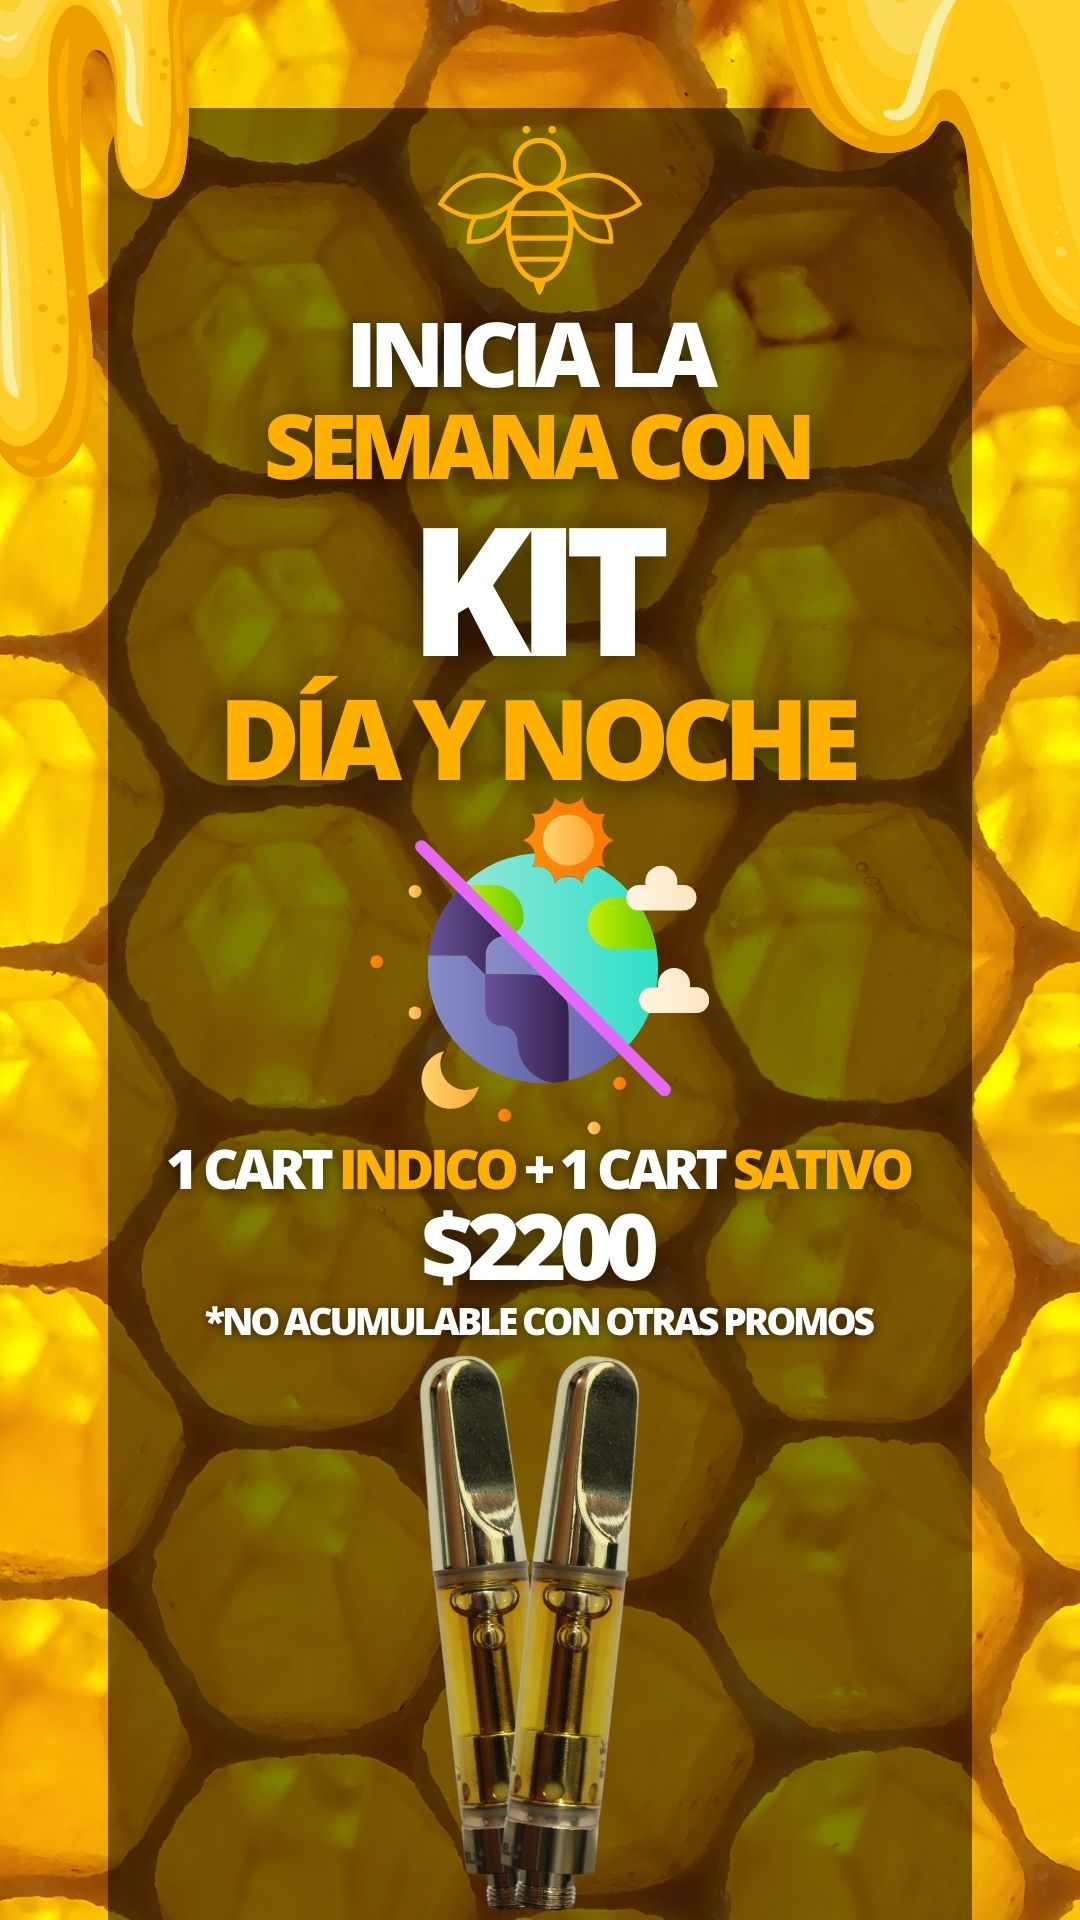 INICIA LA
SEMANA CON
KIT
DÍA Y NOCHE
1 CART INDICO + 1 CART SATIVO
$2200
*NO ACUMULABLE CON OTRAS PROMOS